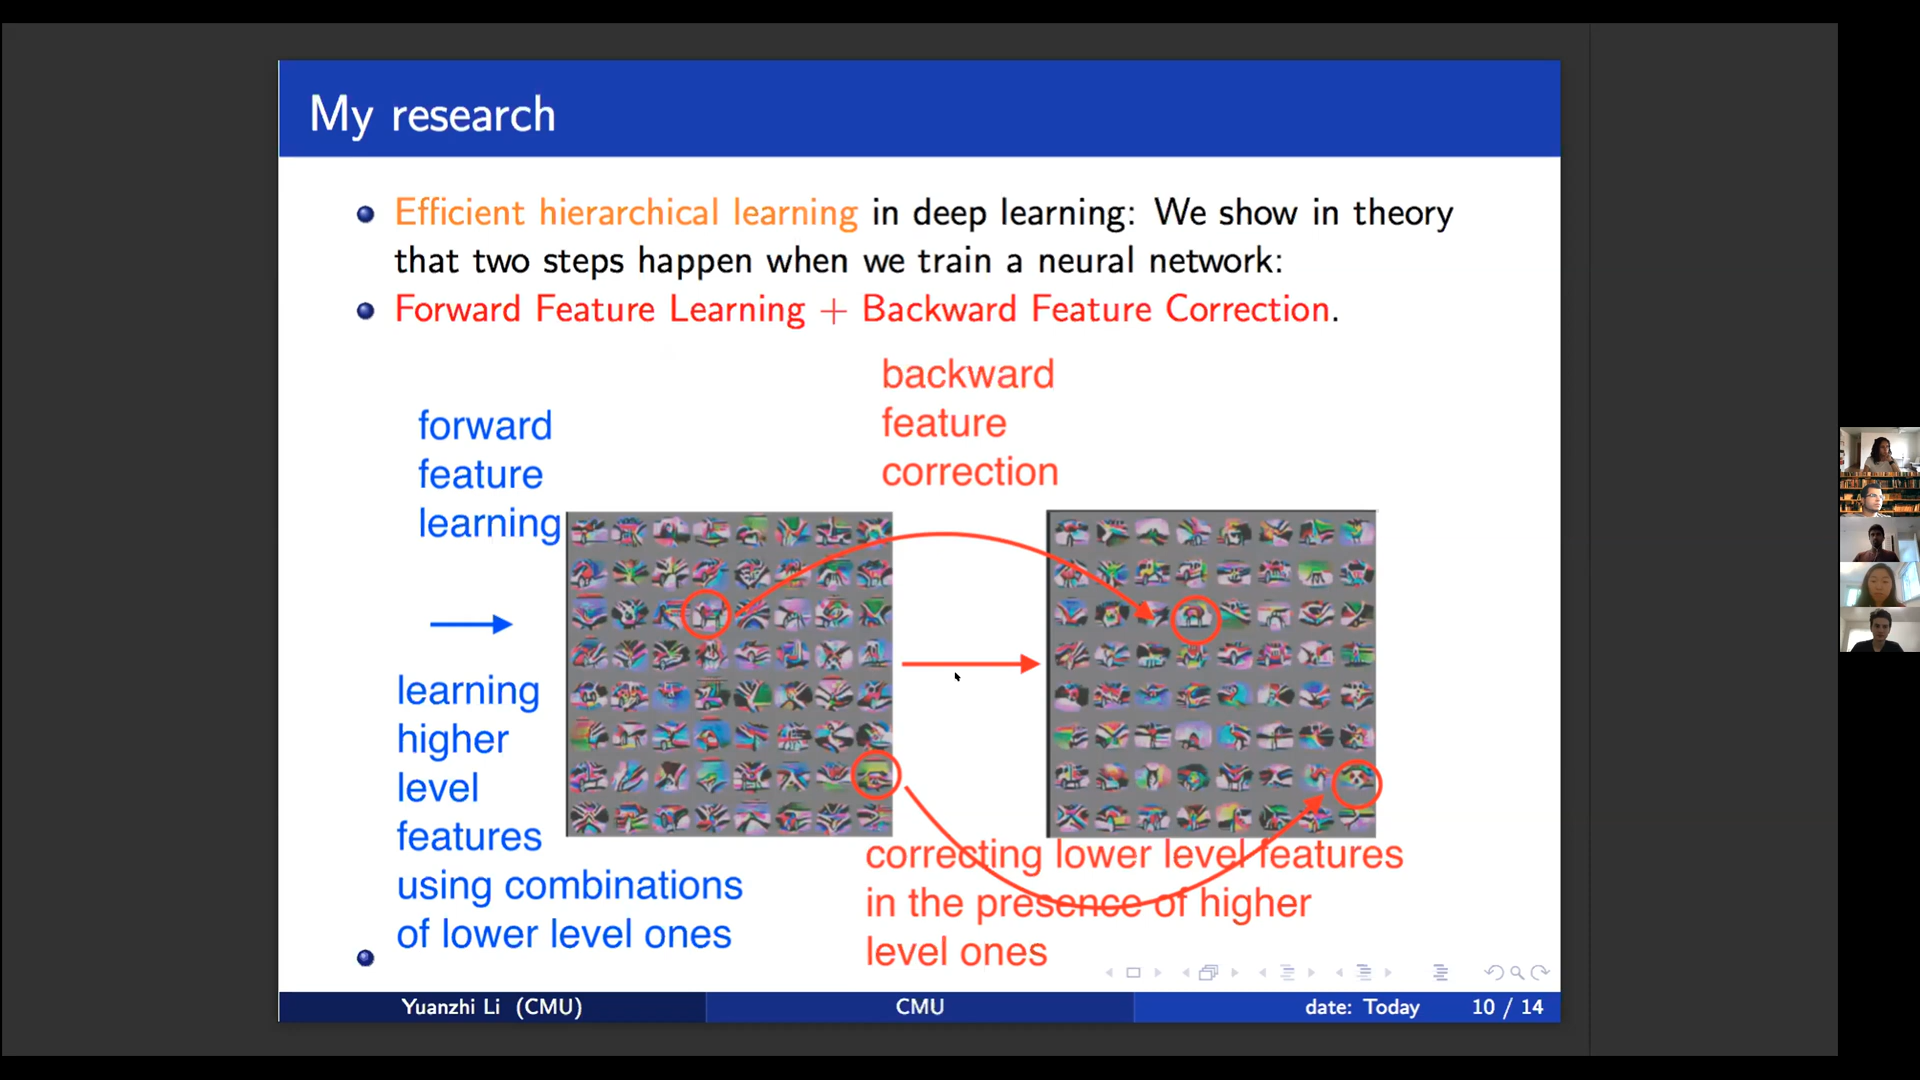 My research
Efficient hierarchical learning in deep learning: We show in theory
that two steps happen when we train a neural network:
Forward Feature Learning + Backward Feature Correction.
forward
feature
learning
backward
feature
correction
learning
higher
level
features
using combinations
of lower level ones
correcting lower level features
in the presence of higher
level ones
Yuanzhi Li (CMU)
CMU
date: Today
10 / 14